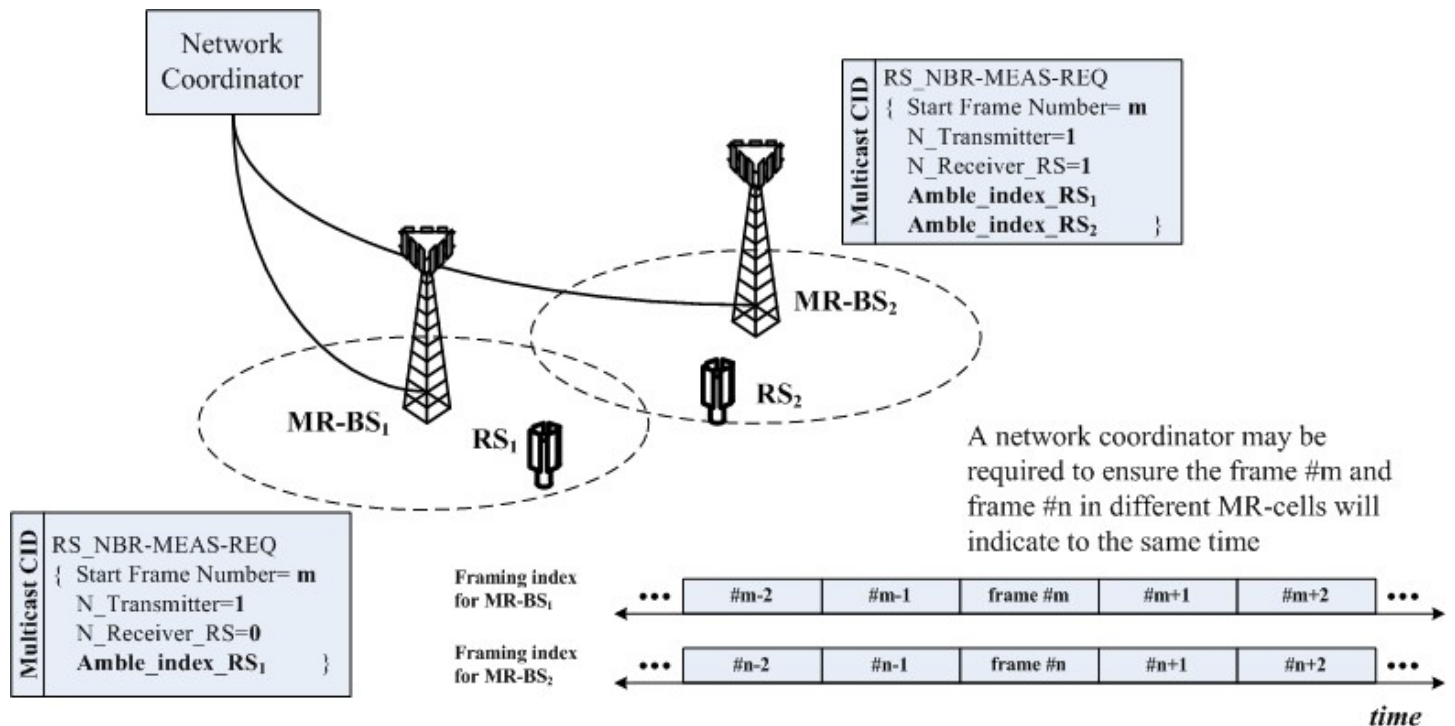 Network
Coordinator
Multicast CID
RS_NBR-MEAS-REQ
{ Start Frame Number= m
N_Transmitter=1
N_Receiver_RS=1
Amble_index_RS₁
Amble_index_RS₂ }
MR-BS₂
MR-BS₁
RS₂
RS₁
A network coordinator may be
required to ensure the frame #m and
frame #n in different MR-cells will
indicate to the same time
Multicast CID
RS_NBR-MEAS-REQ
{ Start Frame Number= m
N_Transmitter=1
N_Receiver_RS=0
Amble_index_RS₁ }
Framing index
for MR-BS₁
••• #m-2 #m-1 frame #m #m+1 #m+2 •••
Framing index
for MR-BS₂
••• #n-2 #n-1 frame #n #n+1 #n+2 •••
time